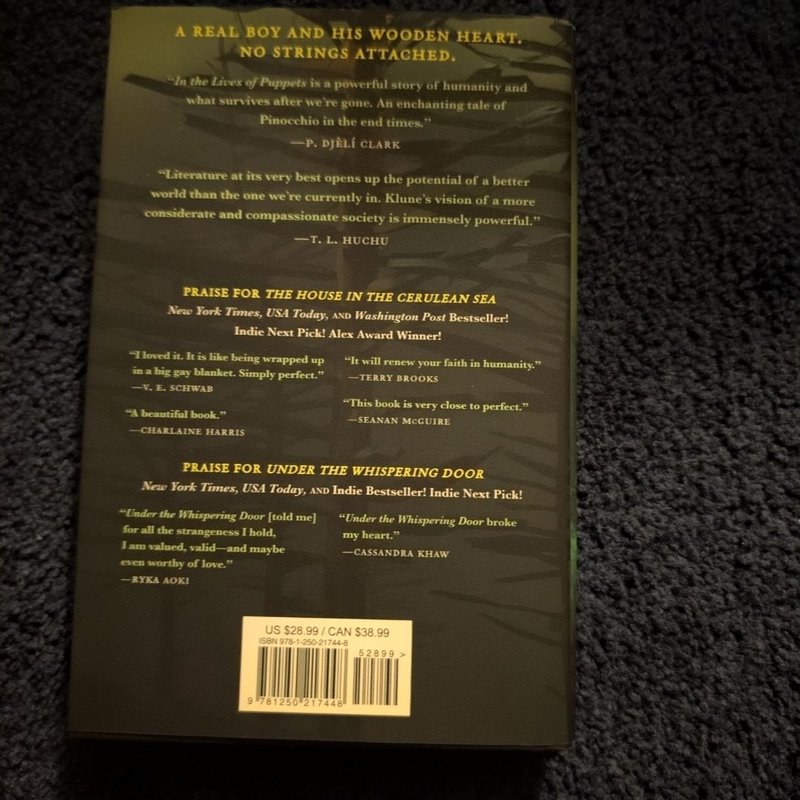 A REAL BOY AND HIS WOODEN HEART.
NO STRINGS ATTACHED.
“In the Lives of Puppets is a powerful story of humanity and
what survives after we’re gone. An enchanting tale of
Pinocchio in the end times.”
—P. DJÈLÍ CLARK
“Literature at its very best opens up the potential of a better
world than the one we’re currently in. Klune’s vision of a more
considerate and compassionate society is immensely powerful.”
—T. L. HUCHU
PRAISE FOR THE HOUSE IN THE CERULEAN SEA
New York Times, USA Today, AND Washington Post Bestseller!
Indie Next Pick! Alex Award Winner!
“I loved it. It is like being wrapped up
in a big gay blanket. Simply perfect.”
—V. E. SCHWAB
“A beautiful book.”
—CHARLAINE HARRIS
“It will renew your faith in humanity.”
—TERRY BROOKS
“This book is very close to perfect.”
—SEANAN McGUIRE
PRAISE FOR UNDER THE WHISPERING DOOR
New York Times, USA Today, AND Indie Bestseller! Indie Next Pick!
“Under the Whispering Door [told me]
for all the strangeness I hold,
I am valued, valid—and maybe
even worthy of love.”
—RYKA AOKI
“Under the Whispering Door broke
my heart.”
—CASSANDRA KHAW
US $28.99 / CAN $38.99
ISBN 978-1-250-21744-8
52899 >
9 781250 217448